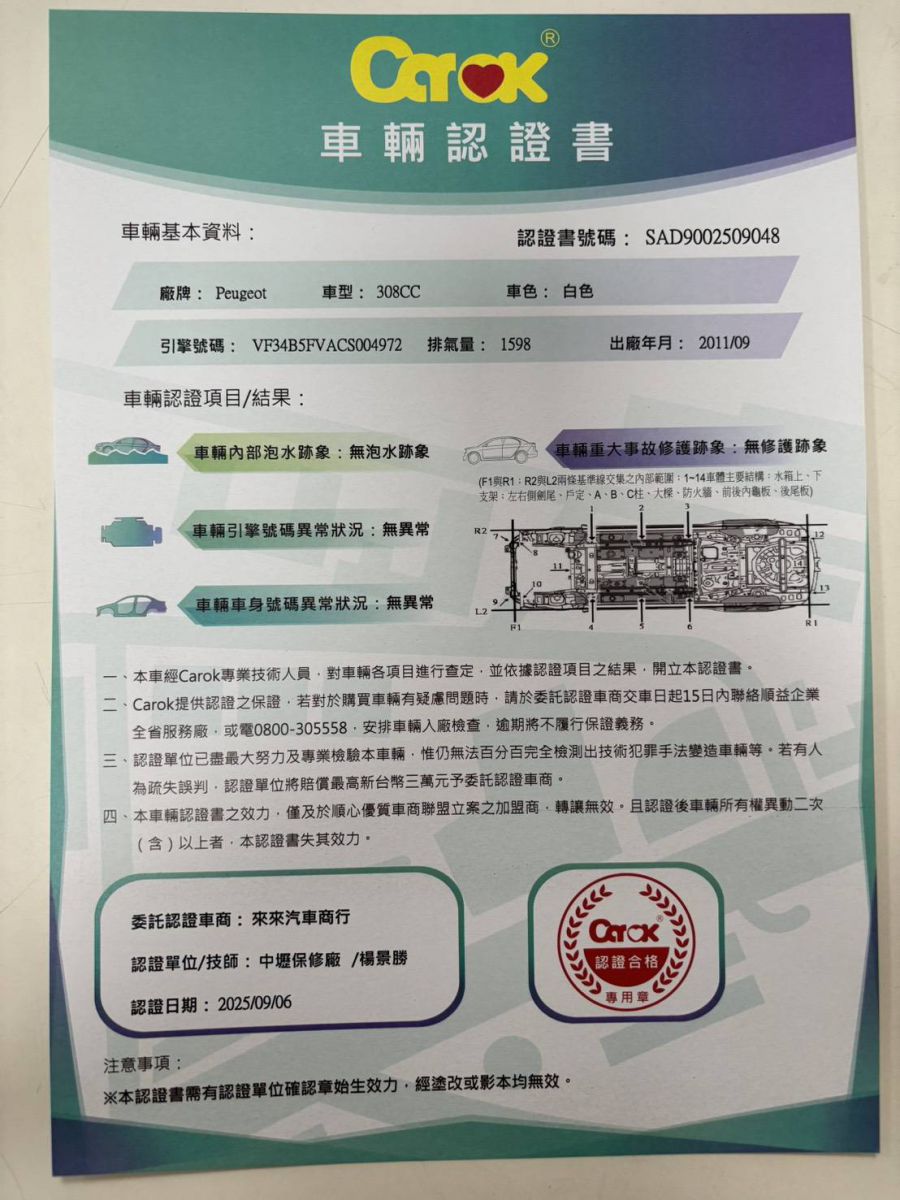 Carok®
車輛認證書
車輛基本資料：
認證書號碼： SAD9002509048
廠牌： Peugeot 車型： 308CC 車色： 白色
引擎號碼： VF34B5FVACS004972 排氣量： 1598 出廠年月： 2011/09
車輛認證項目/結果：
車輛內部泡水跡象：無泡水跡象
車輛重大事故修護跡象：無修護跡象
(F1與R1；R2與L2兩條基準線交集之內部範圍：1~14車體主要結構：水箱上、下
支架；左右側劍尾、戶定、A、B、C柱、大樑、防火牆、前後內龜板、後尾板)
車輛引擎號碼異常狀況：無異常
車輛車身號碼異常狀況：無異常
1 2 3
R2 7 12
8
11
10
9 13
L2
F1 4 5 6 R1
一、本車經Carok專業技術人員，對車輛各項目進行查定，並依據認證項目之結果，開立本認證書。
二、Carok提供認證之保證，若對於購買車輛有疑慮問題時，請於委託認證車商交車日起15日內聯絡順益企業
全省服務廠，或電0800-305558，安排車輛入廠檢查，逾期將不履行保證義務。
三、認證單位已盡最大努力及專業檢驗本車輛，惟仍無法百分百完全檢測出技術犯罪手法變造車輛等。若有人
為疏失誤判，認證單位將賠償最高新台幣三萬元予委託認證車商。
四、本車輛認證書之效力，僅及於順心優質車商聯盟立案之加盟商，轉讓無效。且認證後車輛所有權異動二次
（含）以上者，本認證書失其效力。
委託認證車商： 來來汽車商行
認證單位/技師： 中壢保修廠 /楊景勝
認證日期： 2025/09/06
Carok®
認證合格
專用章
注意事項：
※本認證書需有認證單位確認章始生效力，經塗改或影本均無效。